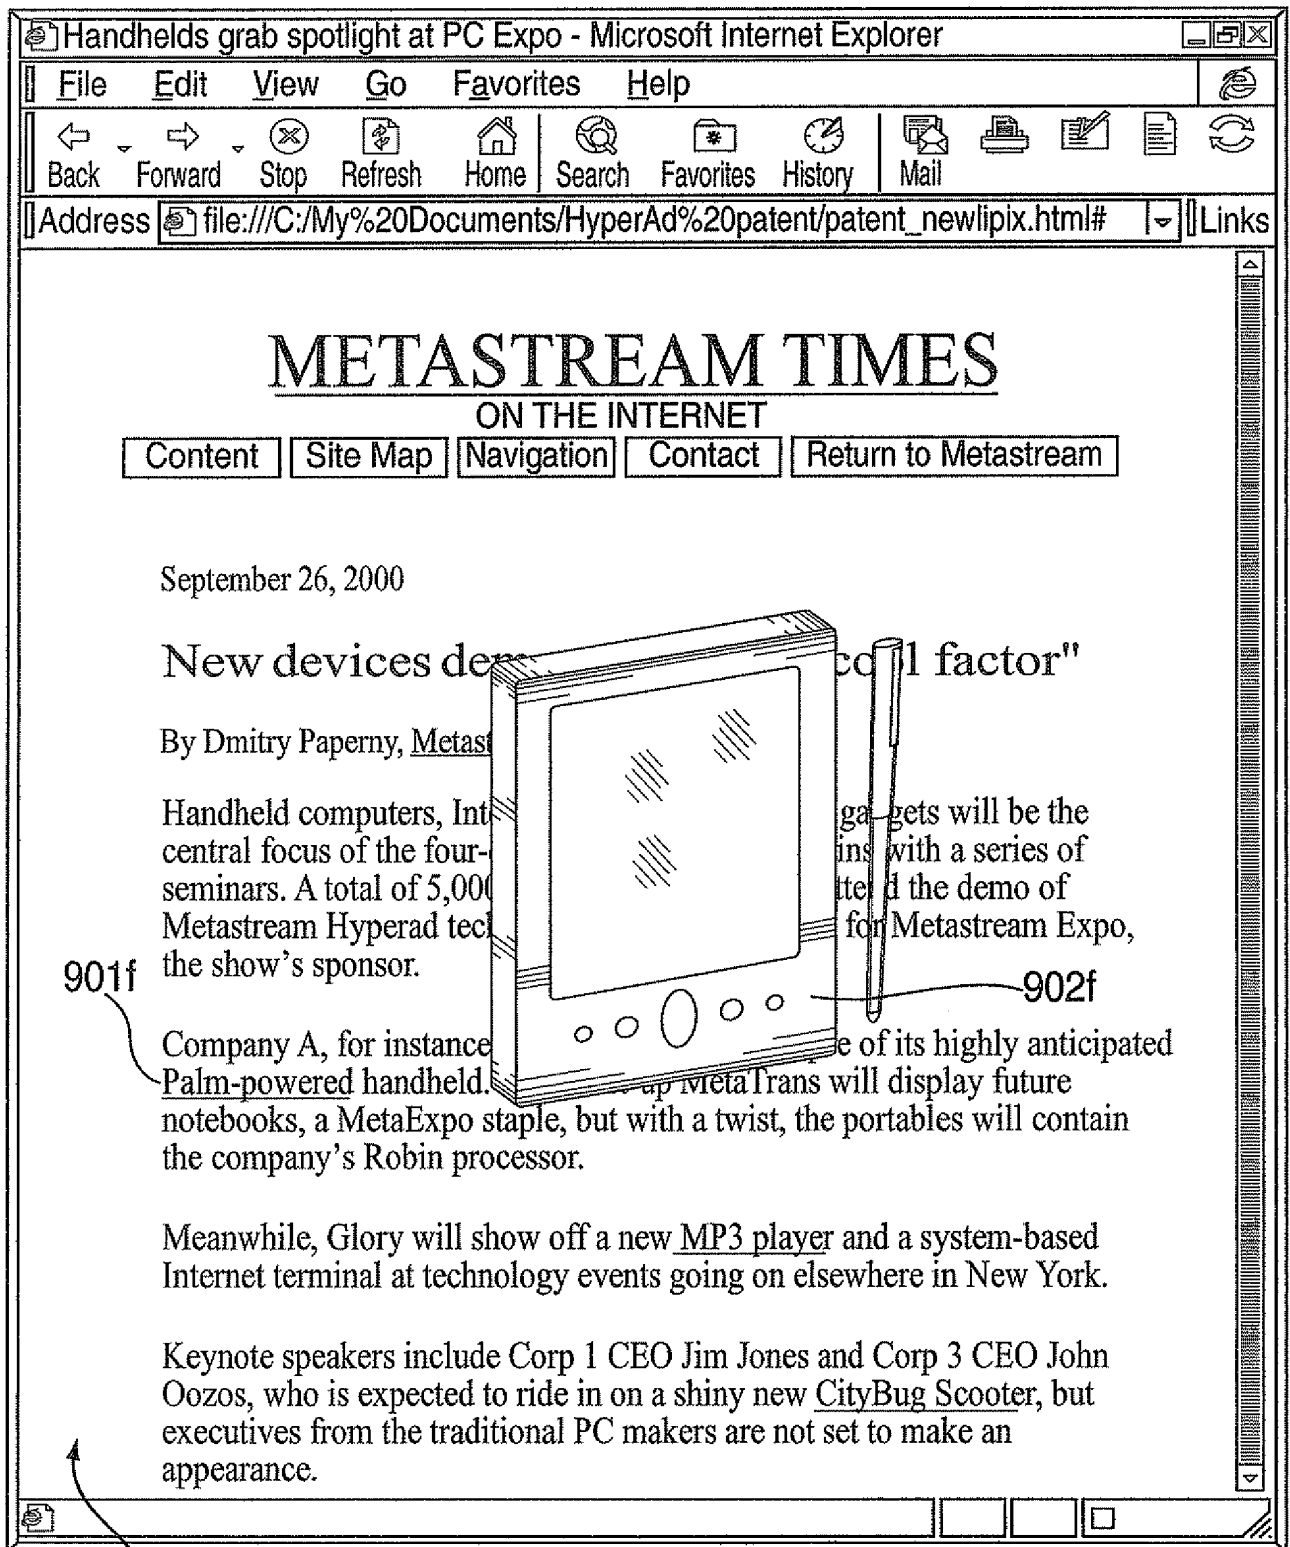 Handhelds grab spotlight at PC Expo - Microsoft Internet Explorer
File Edit View Go Favorites Help
Back Forward Stop Refresh Home Search Favorites History Mail
Address file:///C:/My%20Documents/HyperAd%20patent/patent_newlipix.html# Links
METASTREAM TIMES
ON THE INTERNET
Content Site Map Navigation Contact Return to Metastream
September 26, 2000
New devices factor"
By Dmitry Paperny,
Handheld computers, gadgets will be the
central focus of the with a series of
seminars. A total of the demo of
Metastream Hyperad for Metastream Expo,
the show's sponsor.
901f
902f
Company A, for instance of its highly anticipated
Palm-powered handheld. up MetaTrans will display future
notebooks, a MetaExpo staple, but with a twist, the portables will contain
the company's Robin processor.
Meanwhile, Glory will show off a new MP3 player and a system-based
Internet terminal at technology events going on elsewhere in New York.
Keynote speakers include Corp 1 CEO Jim Jones and Corp 3 CEO John
Oozos, who is expected to ride in on a shiny new CityBug Scooter, but
executives from the traditional PC makers are not set to make an
appearance.